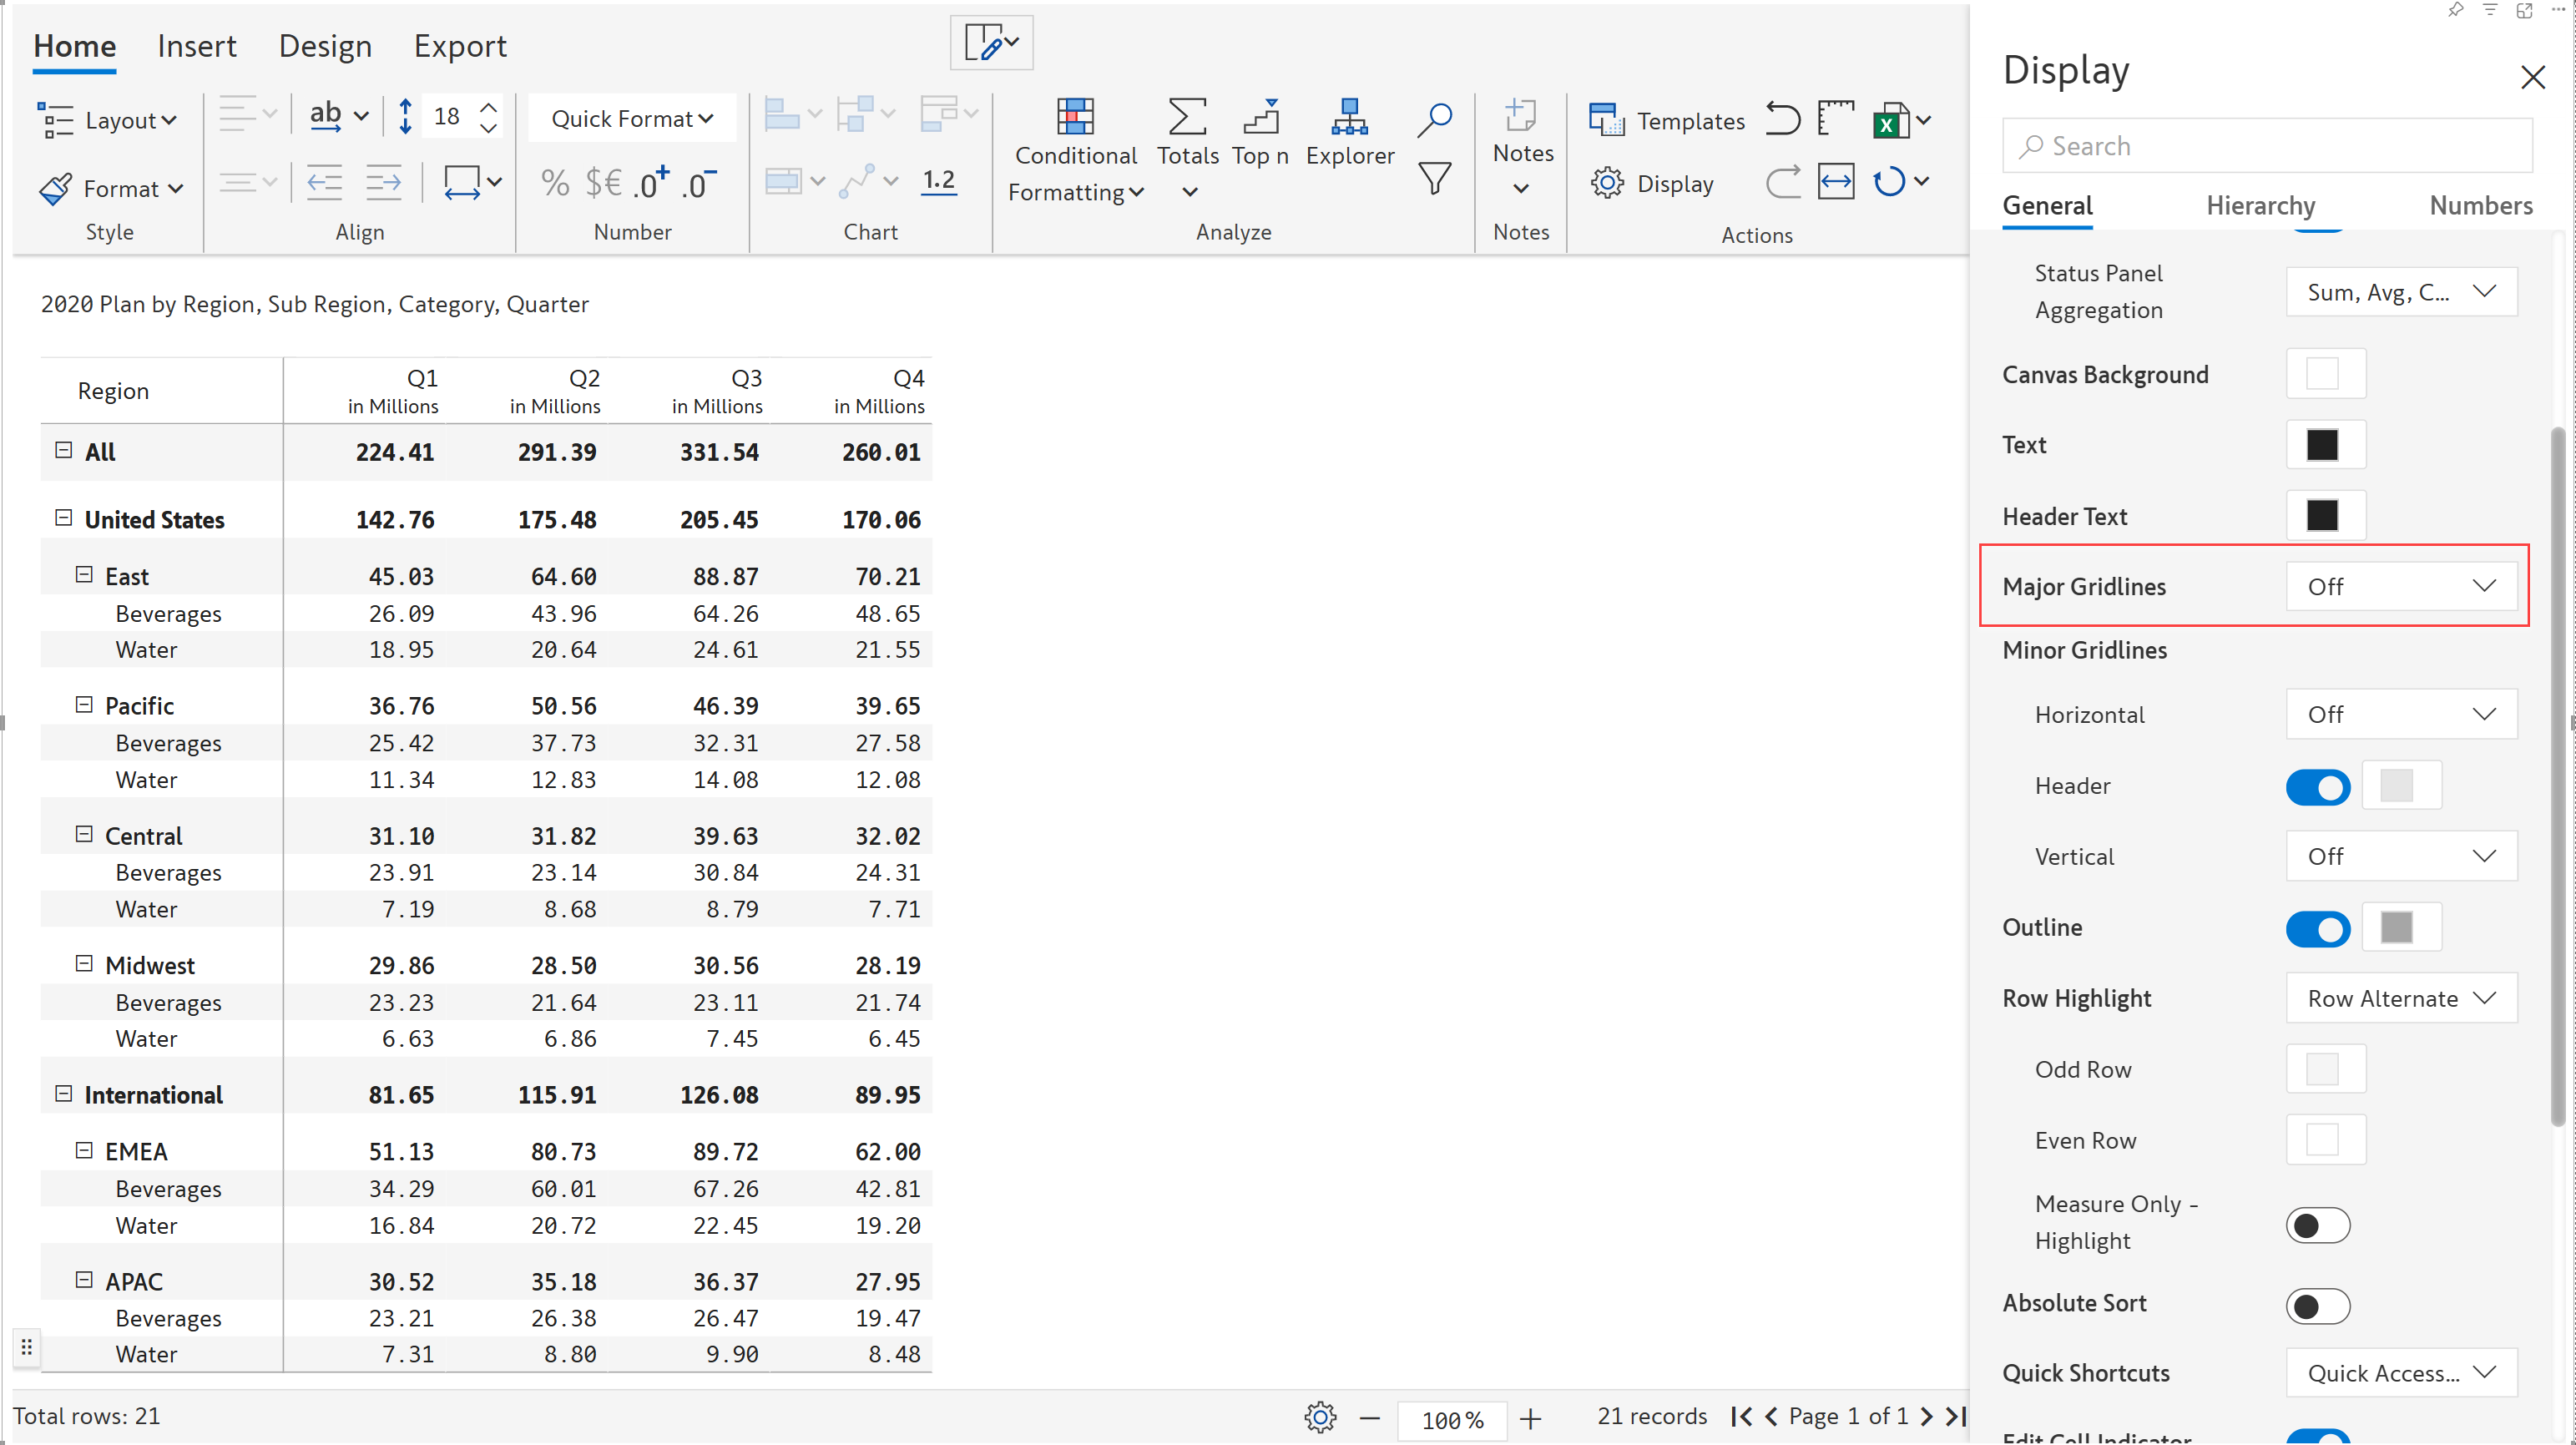 Home Insert Design Export
Layout ab 18 Quick Format
Format % $€ .0+ .0- 1.2
Conditional Formatting
Totals
Top n
Explorer
Notes
Templates
Display
Style Align Number Chart Analyze Notes Actions
2020 Plan by Region, Sub Region, Category, Quarter
Region Q1 Q2 Q3 Q4
in Millions in Millions in Millions in Millions
All 224.41 291.39 331.54 260.01
United States 142.76 175.48 205.45 170.06
East 45.03 64.60 88.87 70.21
Beverages 26.09 43.96 64.26 48.65
Water 18.95 20.64 24.61 21.55
Pacific 36.76 50.56 46.39 39.65
Beverages 25.42 37.73 32.31 27.58
Water 11.34 12.83 14.08 12.08
Central 31.10 31.82 39.63 32.02
Beverages 23.91 23.14 30.84 24.31
Water 7.19 8.68 8.79 7.71
Midwest 29.86 28.50 30.56 28.19
Beverages 23.23 21.64 23.11 21.74
Water 6.63 6.86 7.45 6.45
International 81.65 115.91 126.08 89.95
EMEA 51.13 80.73 89.72 62.00
Beverages 34.29 60.01 67.26 42.81
Water 16.84 20.72 22.45 19.20
APAC 30.52 35.18 36.37 27.95
Beverages 23.21 26.38 26.47 19.47
Water 7.31 8.80 9.90 8.48
Total rows: 21 100% 21 records Page 1 of 1
Display
Search
General Hierarchy Numbers
Status Panel
Aggregation Sum, Avg, C...
Canvas Background
Text
Header Text
Major Gridlines Off
Minor Gridlines
Horizontal Off
Header
Vertical Off
Outline
Row Highlight Row Alternate
Odd Row
Even Row
Measure Only -
Highlight
Absolute Sort
Quick Shortcuts Quick Access...
Edit Cell Indicator